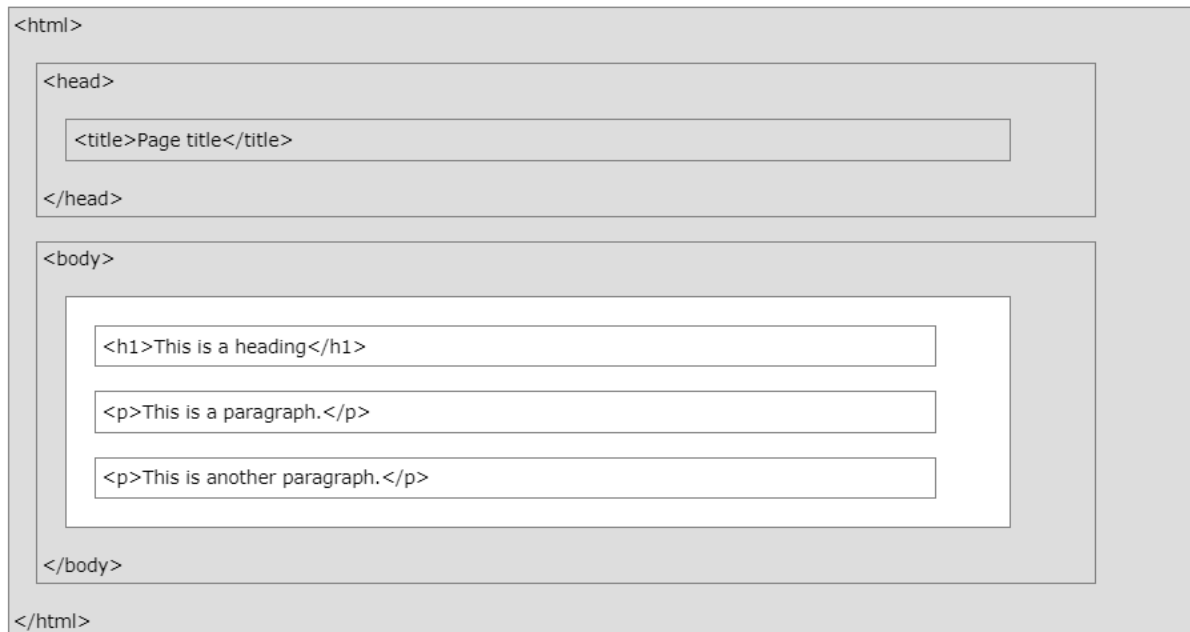 <html>
<head>
<title>Page title</title>
</head>
<body>
<h1>This is a heading</h1>
<p>This is a paragraph.</p>
<p>This is another paragraph.</p>
</body>
</html>